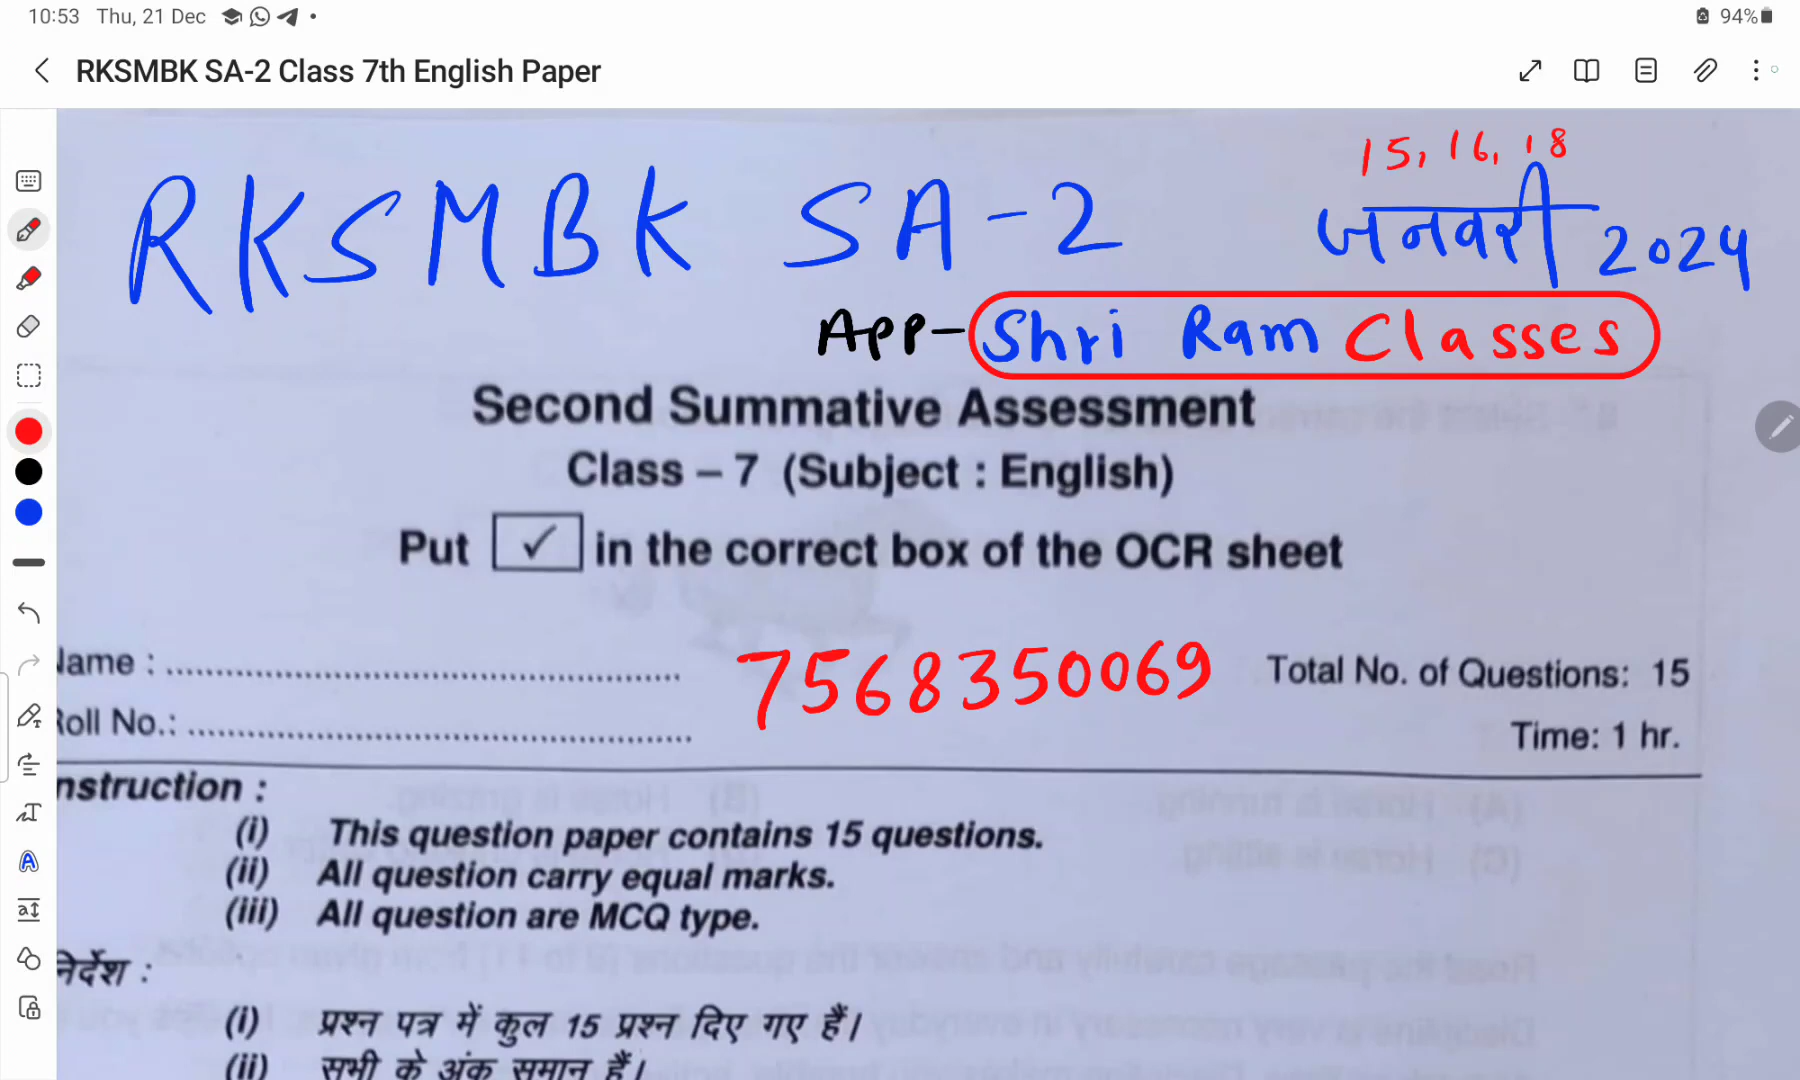 10:53 Thu, 21 Dec 94%
RKSMBK SA-2 Class 7th English Paper
15, 16, 18
RKSMBK SA-2 जनवरी 2024
App- Shri Ram Classes
Second Summative Assessment
Class – 7 (Subject : English)
Put ✓ in the correct box of the OCR sheet
Name : ........................................ 7568350069 Total No. of Questions: 15
Roll No.: ........................................ Time: 1 hr.
nstruction :
(i) This question paper contains 15 questions.
(ii) All question carry equal marks.
(iii) All question are MCQ type.
निर्देश :
(i) प्रश्न पत्र में कुल 15 प्रश्न दिए गए हैं।
(ii) सभी के अंक समान हैं।